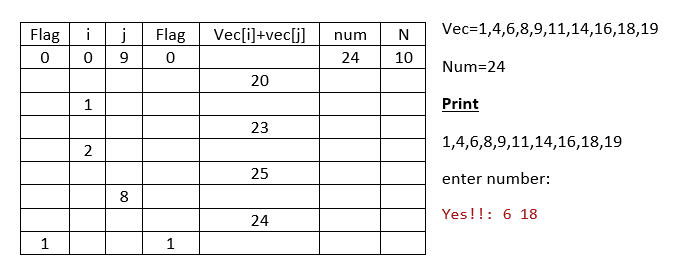 Flag i j Flag Vec[i]+vec[j] num N
0 0 9 0 24 10
20
1
23
2
25
8
24
1 1
Vec=1,4,6,8,9,11,14,16,18,19
Num=24
Print
1,4,6,8,9,11,14,16,18,19
enter number:
Yes!!: 6 18